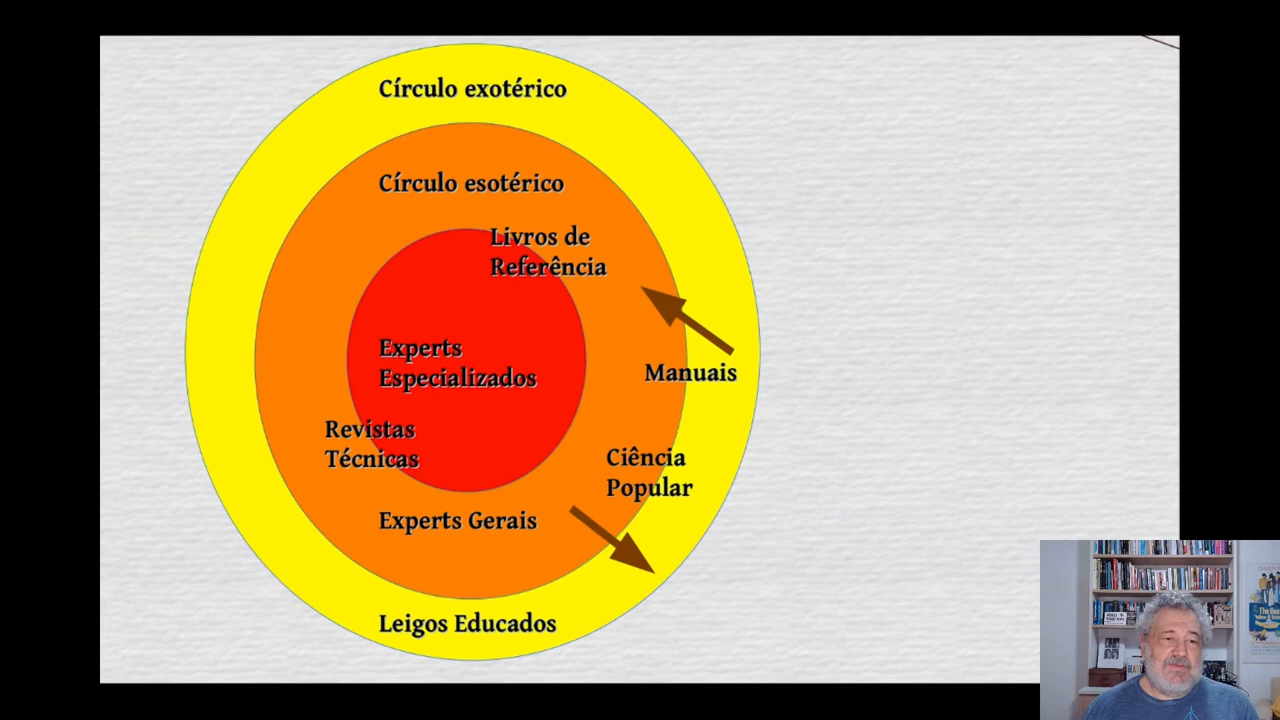 Círculo exotérico
Círculo esotérico
Livros de
Referência
Experts
Especializados
Manuais
Revistas
Técnicas
Ciência
Popular
Experts Gerais
Leigos Educados